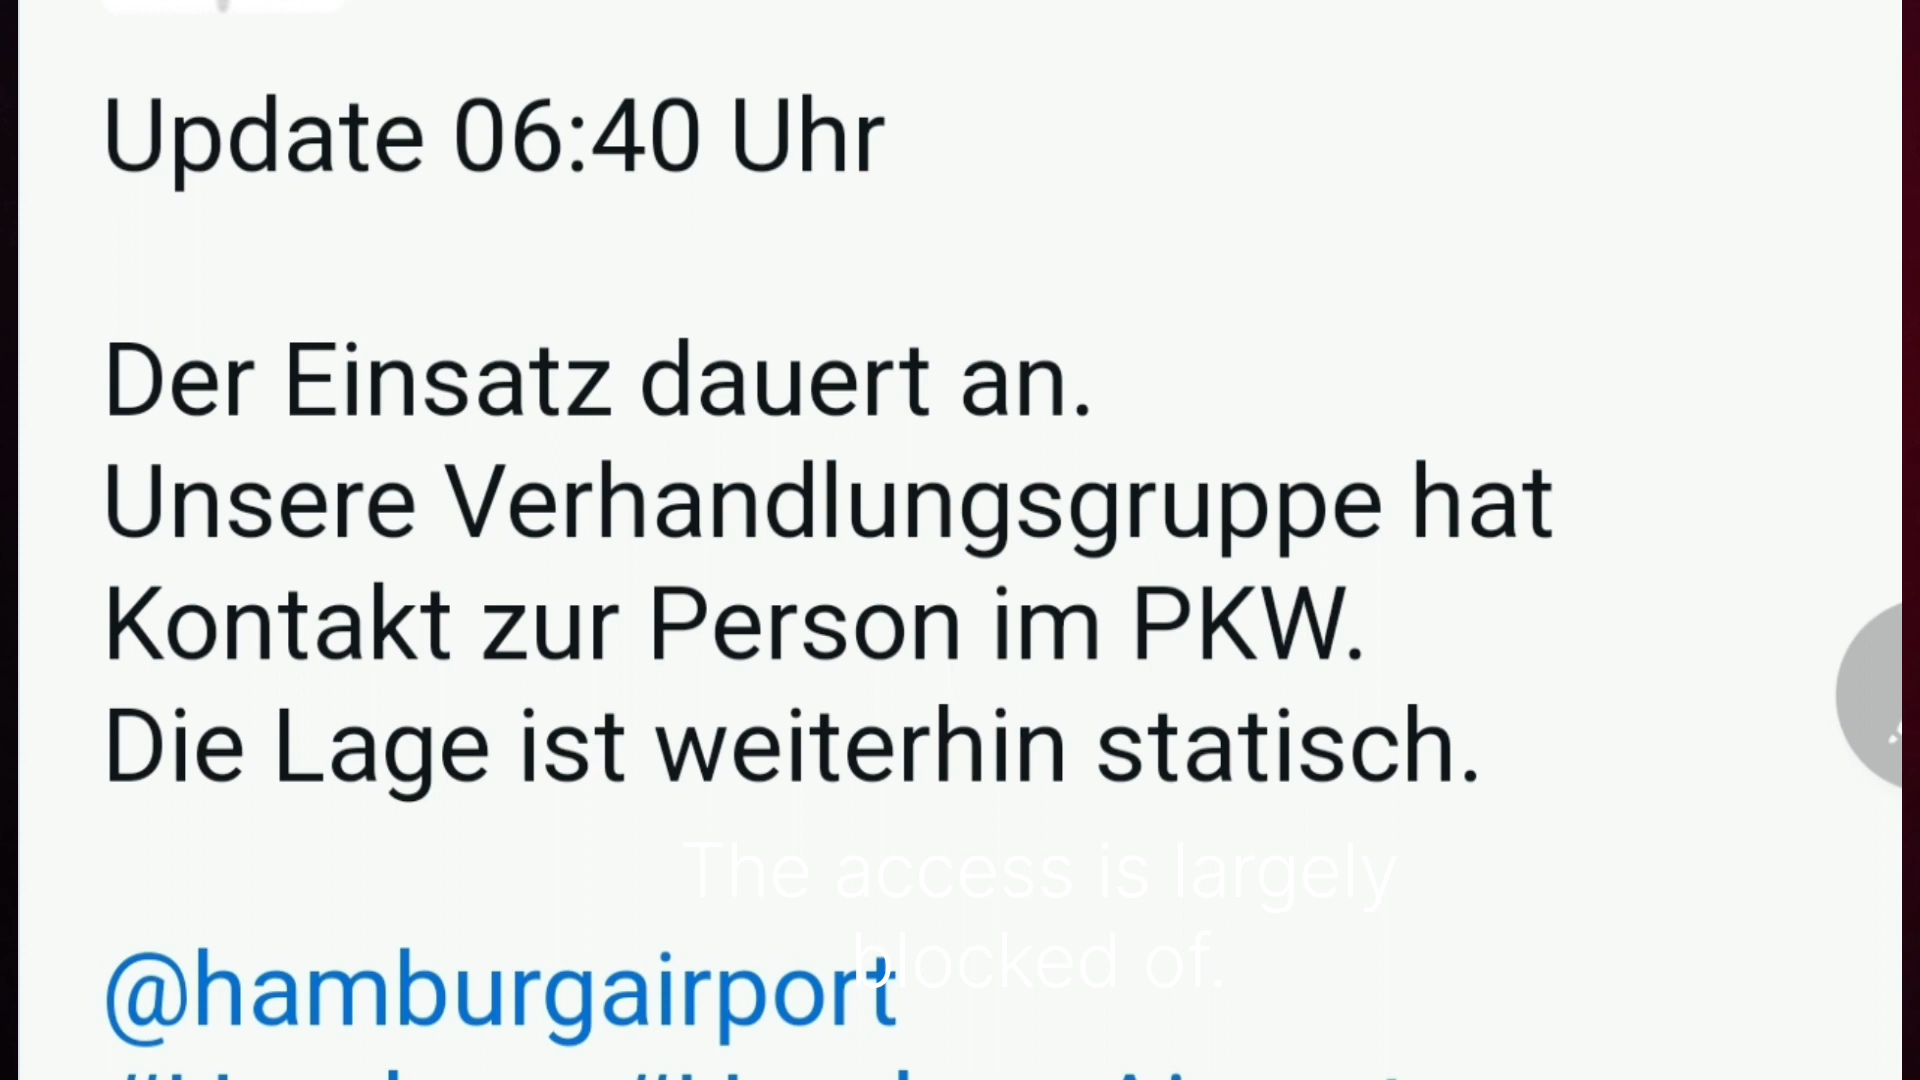 Update 06:40 Uhr
Der Einsatz dauert an.
Unsere Verhandlungsgruppe hat
Kontakt zur Person im PKW.
Die Lage ist weiterhin statisch.
The access is largely
blocked of.
@hamburgairport